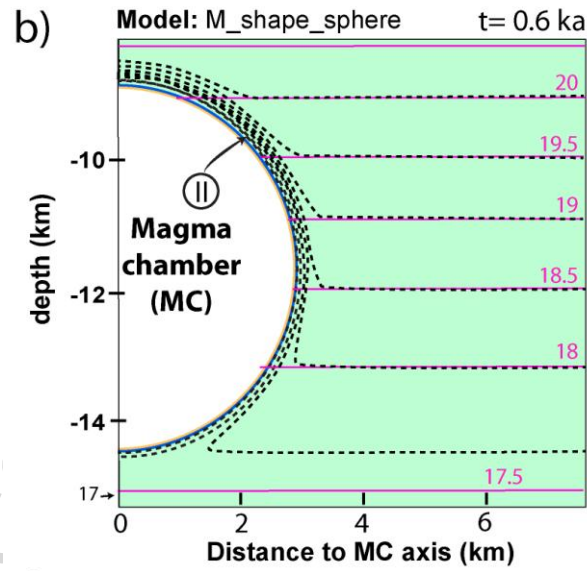 b)
Model: M_shape_sphere
t= 0.6 ka
20
19.5
19
18.5
18
17.5
17
II
Magma
chamber
(MC)
depth (km)
-10
-12
-14
0
2
4
6
Distance to MC axis (km)